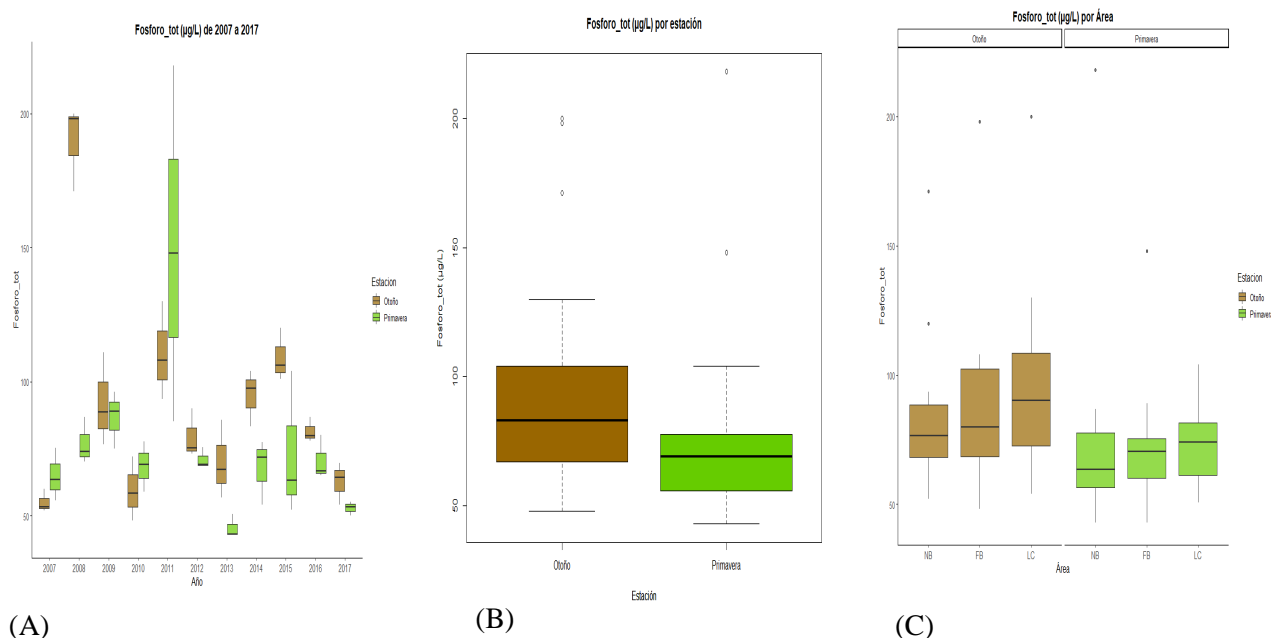 Fosforo_tot (µg/L) de 2007 a 2017
Fosforo_tot
200
150
100
50
2007 2008 2009 2010 2011 2012 2013 2014 2015 2016 2017
Año
Estacion
Otoño
Primavera
(A)
Fosforo_tot (µg/L) por estación
Fosforo_tot (µg/L)
200
150
100
50
Otoño Primavera
Estación
(B)
Fosforo_tot (µg/L) por Área
Otoño Primavera
Fosforo_tot
200
150
100
50
NB FB LC NB FB LC
Área
Estacion
Otoño
Primavera
(C)